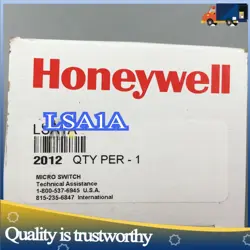 Honeywell
LSA1A
LSA1A
2012 QTY PER - 1
MICRO SWITCH
Technical Assistance
1-800-537-6945 U.S.A.
815-235-6847 International
Quality is trustworthy